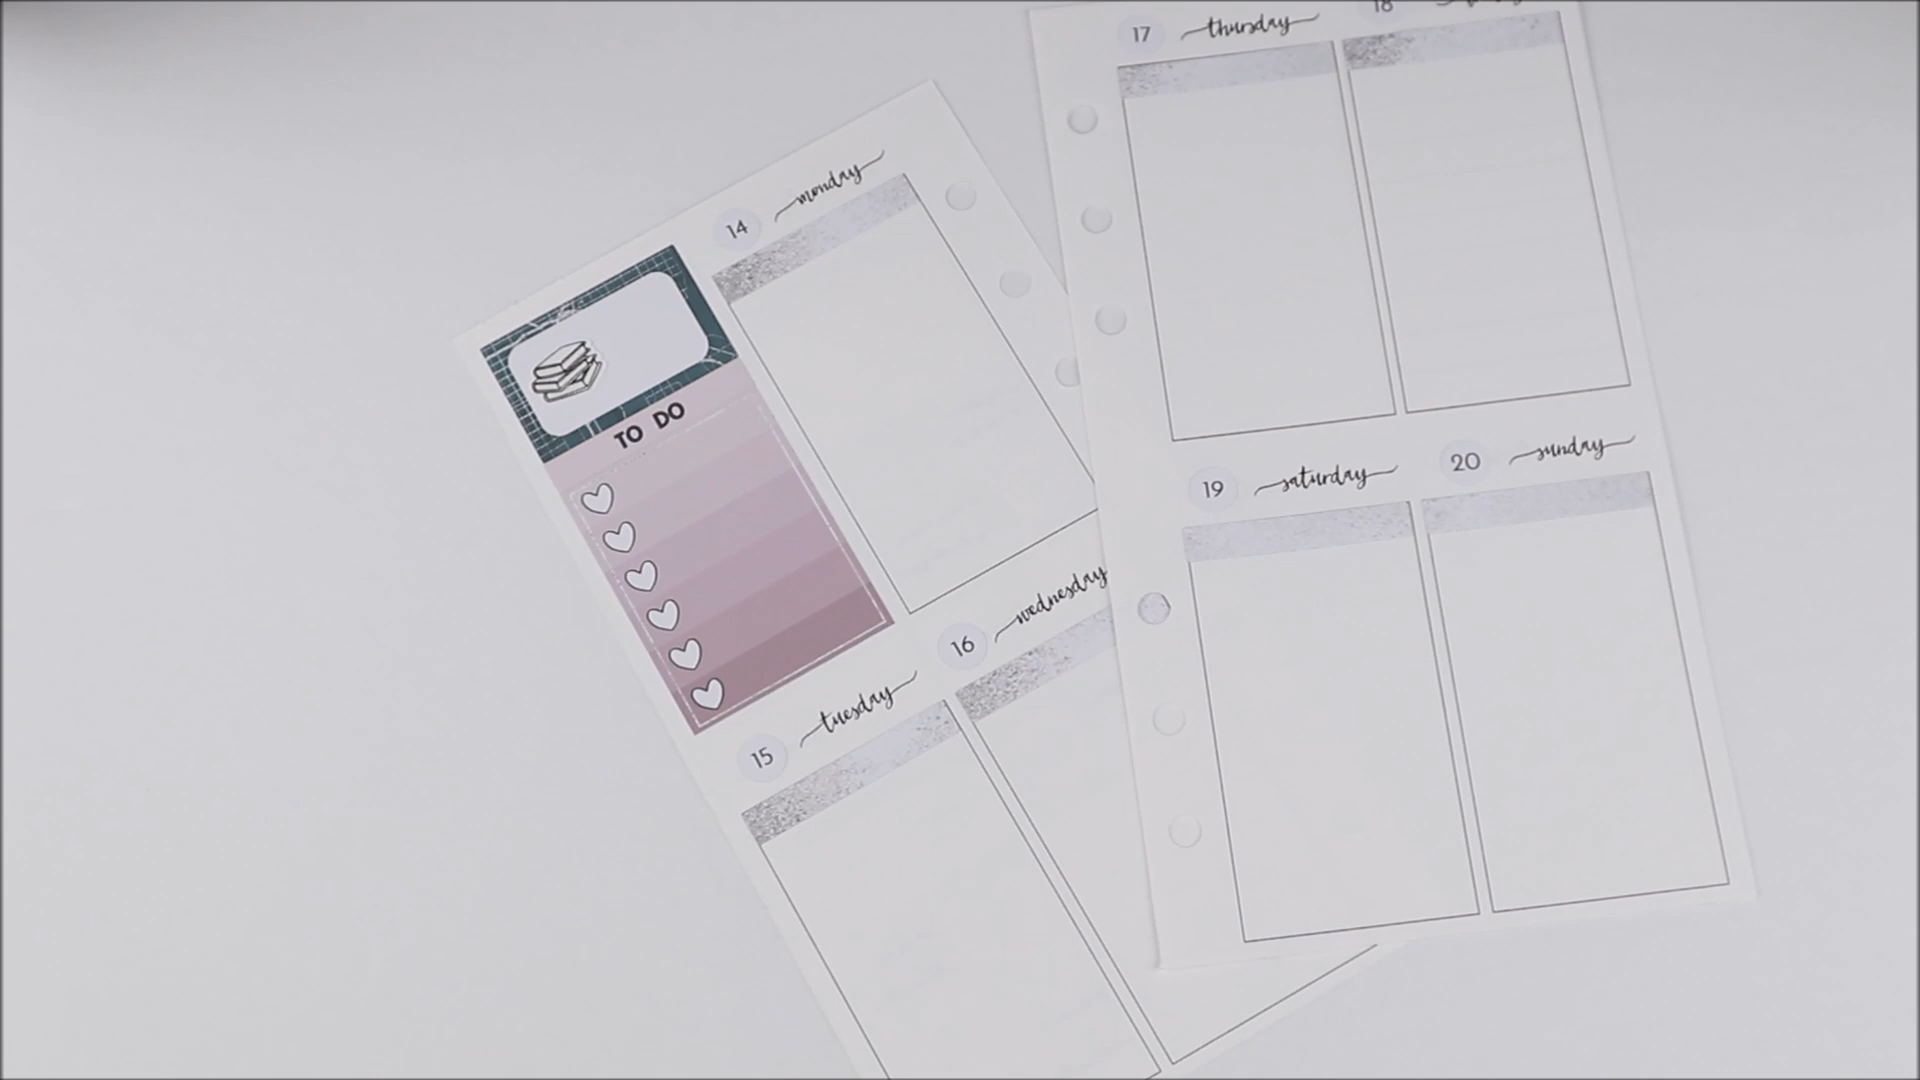 14 monday
TO DO
15 tuesday
16 wednesday
17 thursday
18
19 saturday
20 sunday